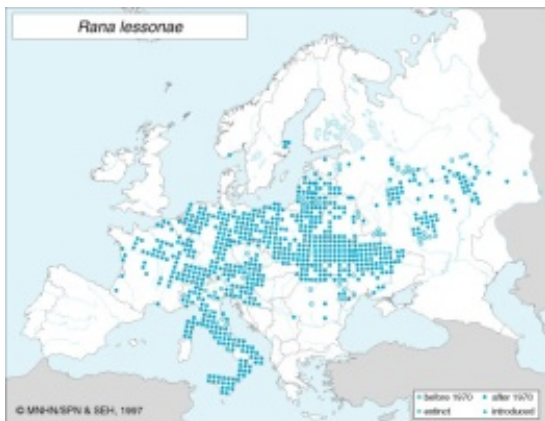 Rana lessonae
© MNHN/SPN & SEH, 1997
before 1970 after 1970
extinct introduced